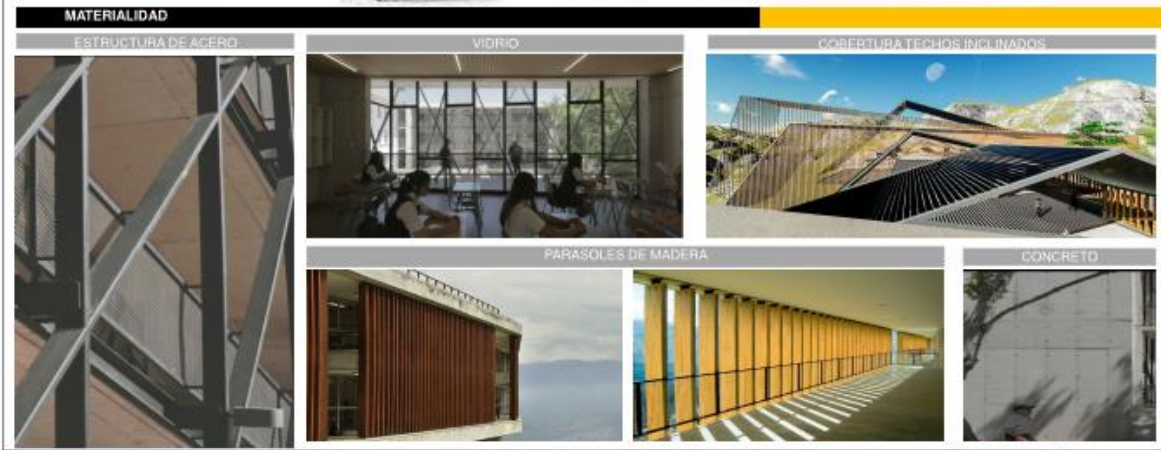 MATERIALIDAD
ESTRUCTURA DE ACERO
VIDRIO
COBERTURA TECHOS INCLINADOS
PARASOLES DE MADERA
CONCRETO